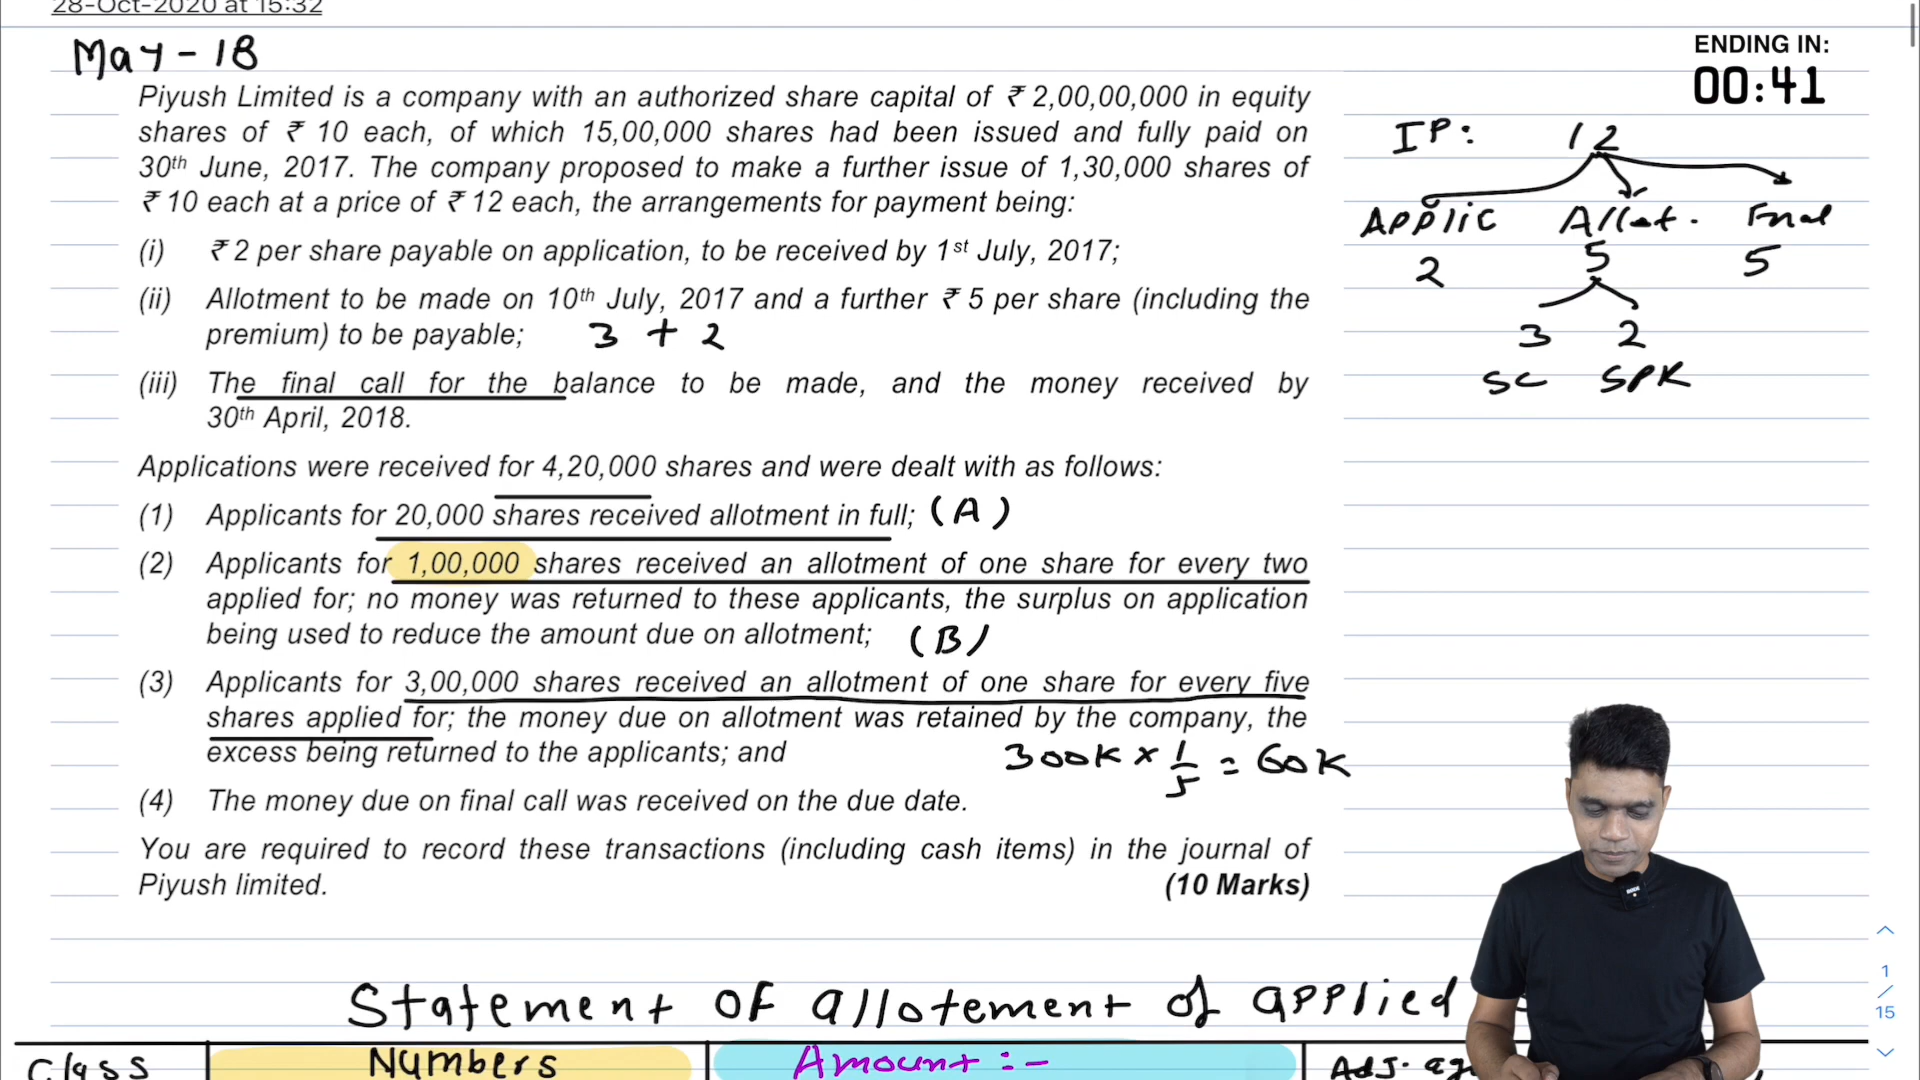 28-Oct-2020 at 15:32
May - 18
ENDING IN:
00:41
Piyush Limited is a company with an authorized share capital of ₹ 2,00,00,000 in equity
shares of ₹ 10 each, of which 15,00,000 shares had been issued and fully paid on
30th June, 2017. The company proposed to make a further issue of 1,30,000 shares of
₹ 10 each at a price of ₹ 12 each, the arrangements for payment being:
(i) ₹ 2 per share payable on application, to be received by 1st July, 2017;
(ii) Allotment to be made on 10th July, 2017 and a further ₹ 5 per share (including the
premium) to be payable; 3 + 2
(iii) The final call for the balance to be made, and the money received by
30th April, 2018.
IP: 12
Applic Allot. Fnal
2 5 5
3 2
SC SPR
Applications were received for 4,20,000 shares and were dealt with as follows:
(1) Applicants for 20,000 shares received allotment in full; (A)
(2) Applicants for 1,00,000 shares received an allotment of one share for every two
applied for; no money was returned to these applicants, the surplus on application
being used to reduce the amount due on allotment; (B)
(3) Applicants for 3,00,000 shares received an allotment of one share for every five
shares applied for; the money due on allotment was retained by the company, the
excess being returned to the applicants; and 300K × 1/5 = 60K
(4) The money due on final call was received on the due date.
You are required to record these transactions (including cash items) in the journal of
Piyush limited. (10 Marks)
1
/
15
Statement OF allotement of applied
Class Numbers Amount :- Adj. ag